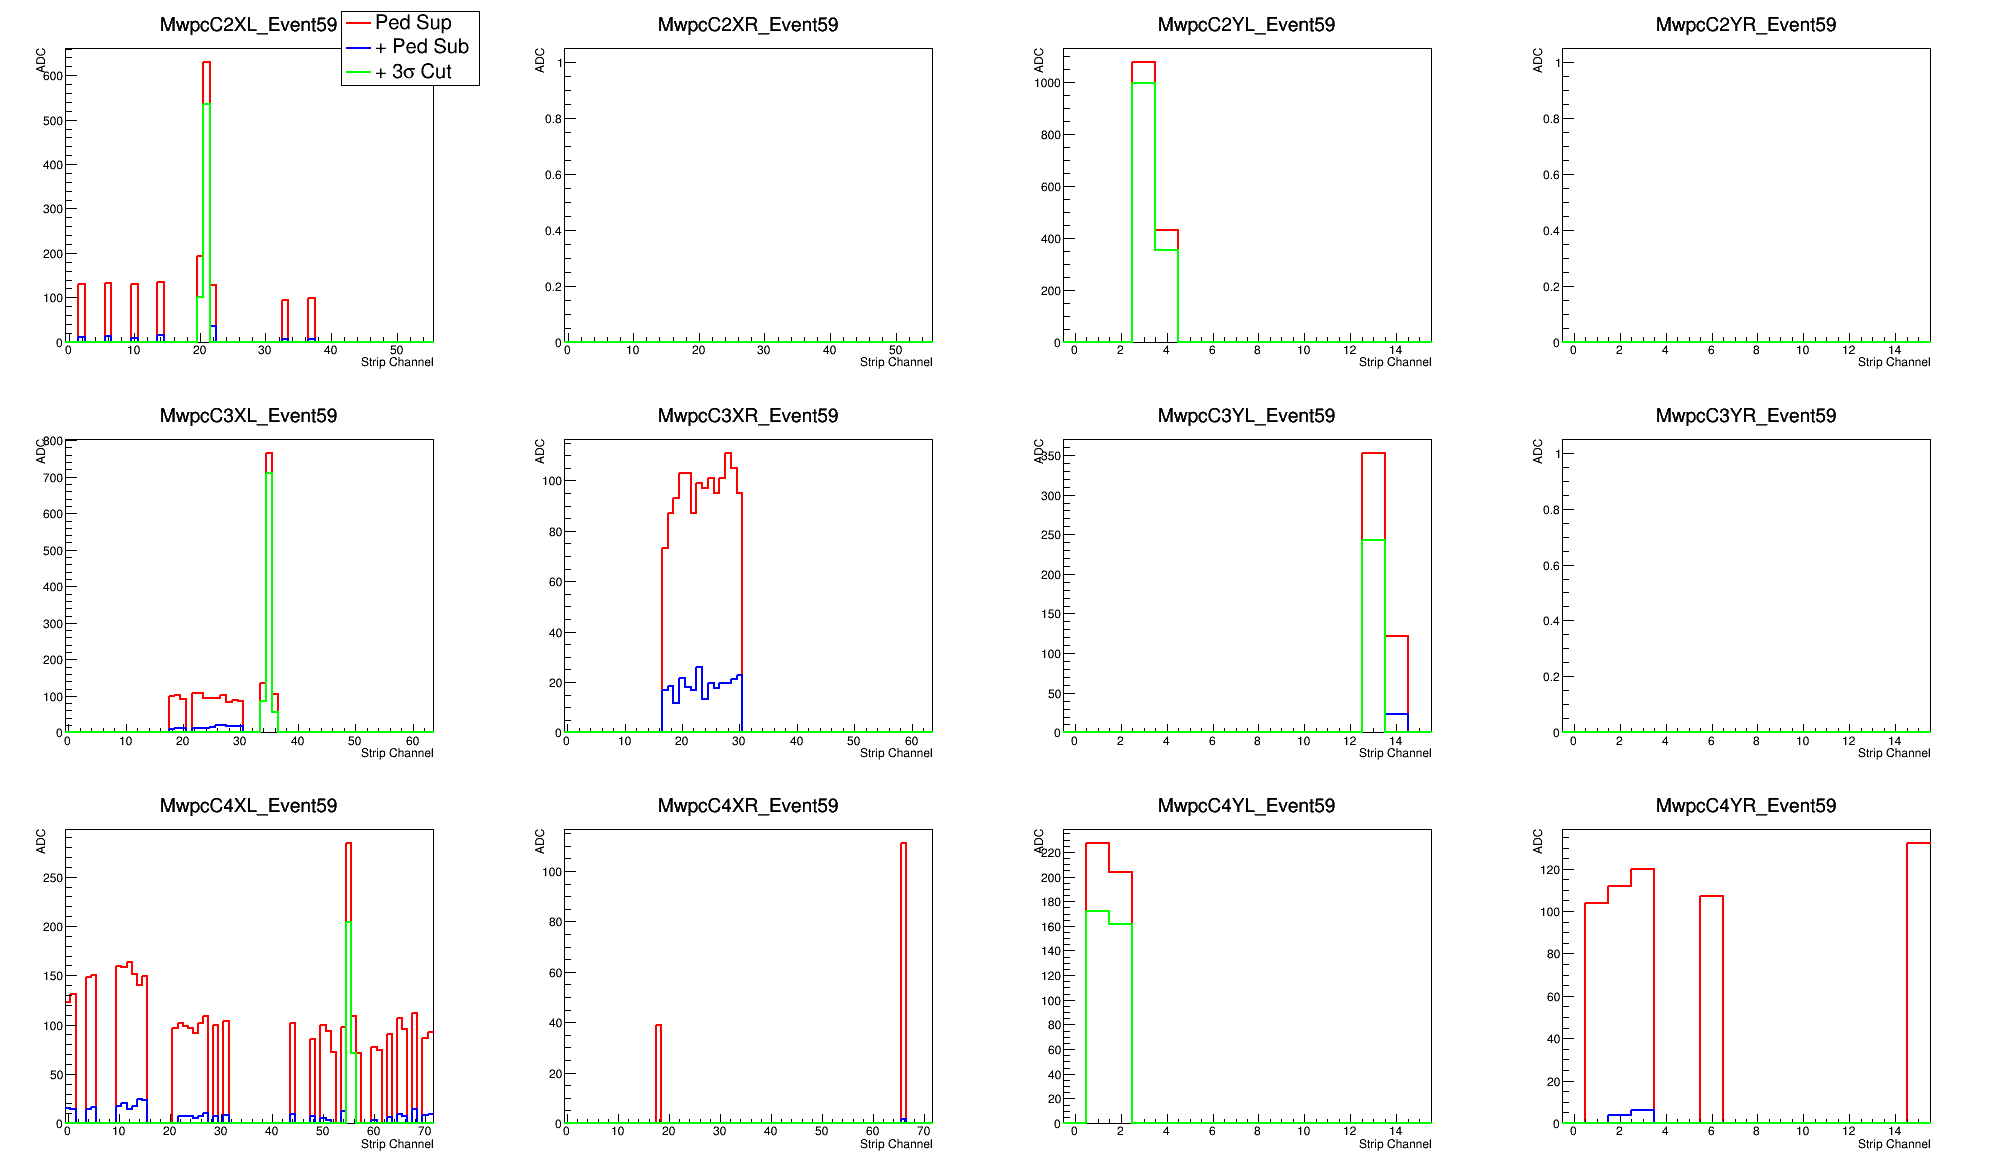 MwpcC2XL_Event59
Ped Sup
+ Ped Sub
+ 3σ Cut
ADC
600
500
400
300
200
100
0
0 10 20 30 40 50
Strip Channel
MwpcC2XR_Event59
ADC
1
0.8
0.6
0.4
0.2
0
0 10 20 30 40 50
Strip Channel
MwpcC2YL_Event59
ADC
1000
800
600
400
200
0
0 2 4 6 8 10 12 14
Strip Channel
MwpcC2YR_Event59
ADC
1
0.8
0.6
0.4
0.2
0
0 2 4 6 8 10 12 14
Strip Channel
MwpcC3XL_Event59
ADC
800
700
600
500
400
300
200
100
0
0 10 20 30 40 50 60
Strip Channel
MwpcC3XR_Event59
ADC
100
80
60
40
20
0
0 10 20 30 40 50 60
Strip Channel
MwpcC3YL_Event59
ADC
350
300
250
200
150
100
50
0
0 2 4 6 8 10 12 14
Strip Channel
MwpcC3YR_Event59
ADC
1
0.8
0.6
0.4
0.2
0
0 2 4 6 8 10 12 14
Strip Channel
MwpcC4XL_Event59
ADC
250
200
150
100
50
0
0 10 20 30 40 50 60 70
Strip Channel
MwpcC4XR_Event59
ADC
100
80
60
40
20
0
0 10 20 30 40 50 60 70
Strip Channel
MwpcC4YL_Event59
ADC
220
200
180
160
140
120
100
80
60
40
20
0
0 2 4 6 8 10 12 14
Strip Channel
MwpcC4YR_Event59
ADC
120
100
80
60
40
20
0
0 2 4 6 8 10 12 14
Strip Channel